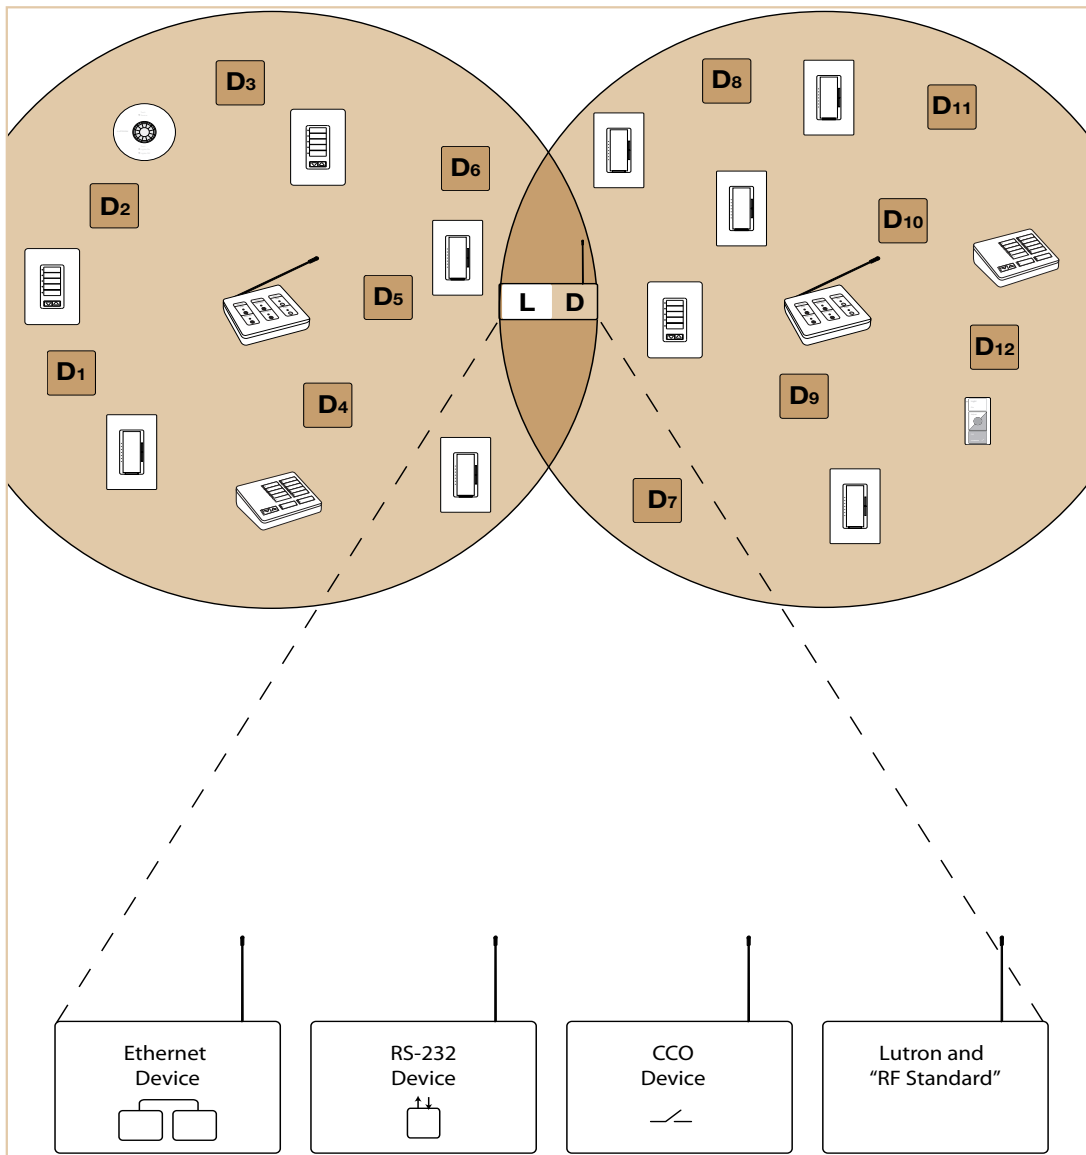 D3
D8
D11
D6
D2
D10
D5
L D
D12
D1
D9
D4
D7
Ethernet
Device
RS-232
Device
CCO
Device
Lutron and
“RF Standard”